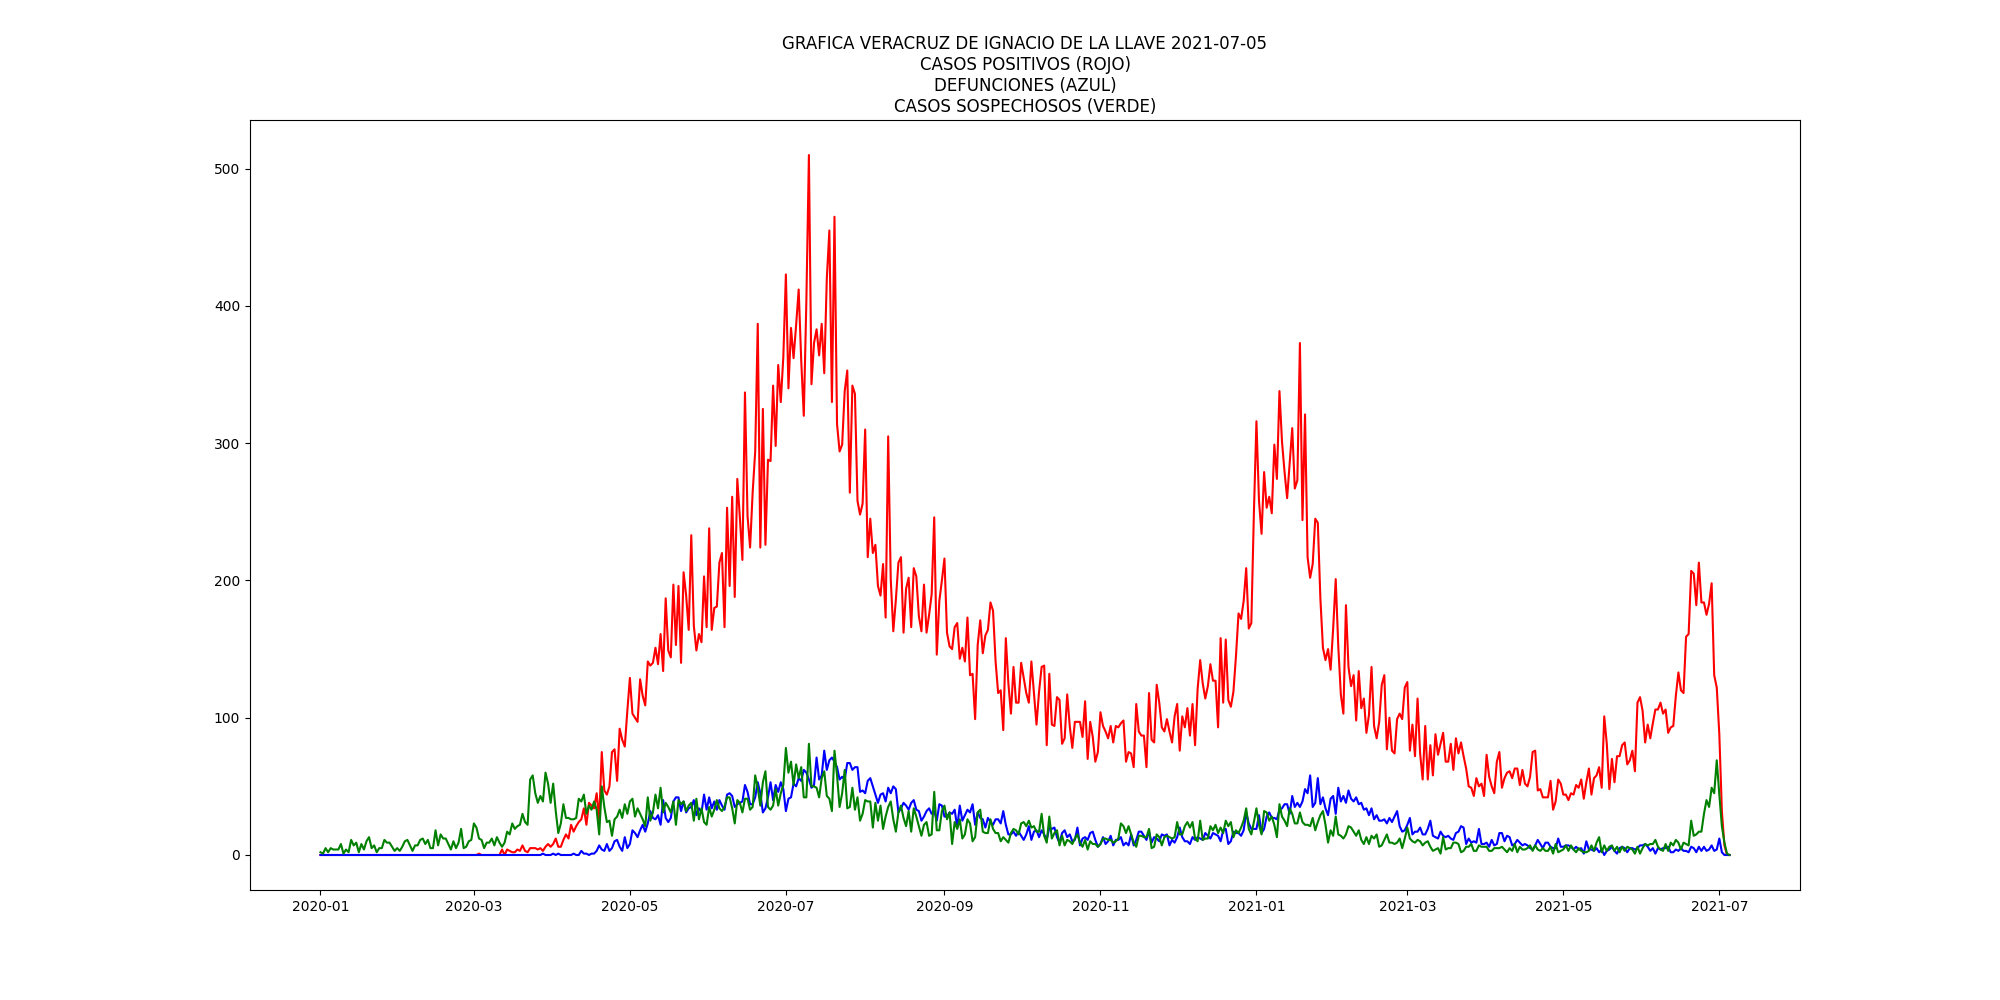 GRAFICA VERACRUZ DE IGNACIO DE LA LLAVE 2021-07-05
CASOS POSITIVOS (ROJO)
DEFUNCIONES (AZUL)
CASOS SOSPECHOSOS (VERDE)
500
400
300
200
100
0
2020-01 2020-03 2020-05 2020-07 2020-09 2020-11 2021-01 2021-03 2021-05 2021-07